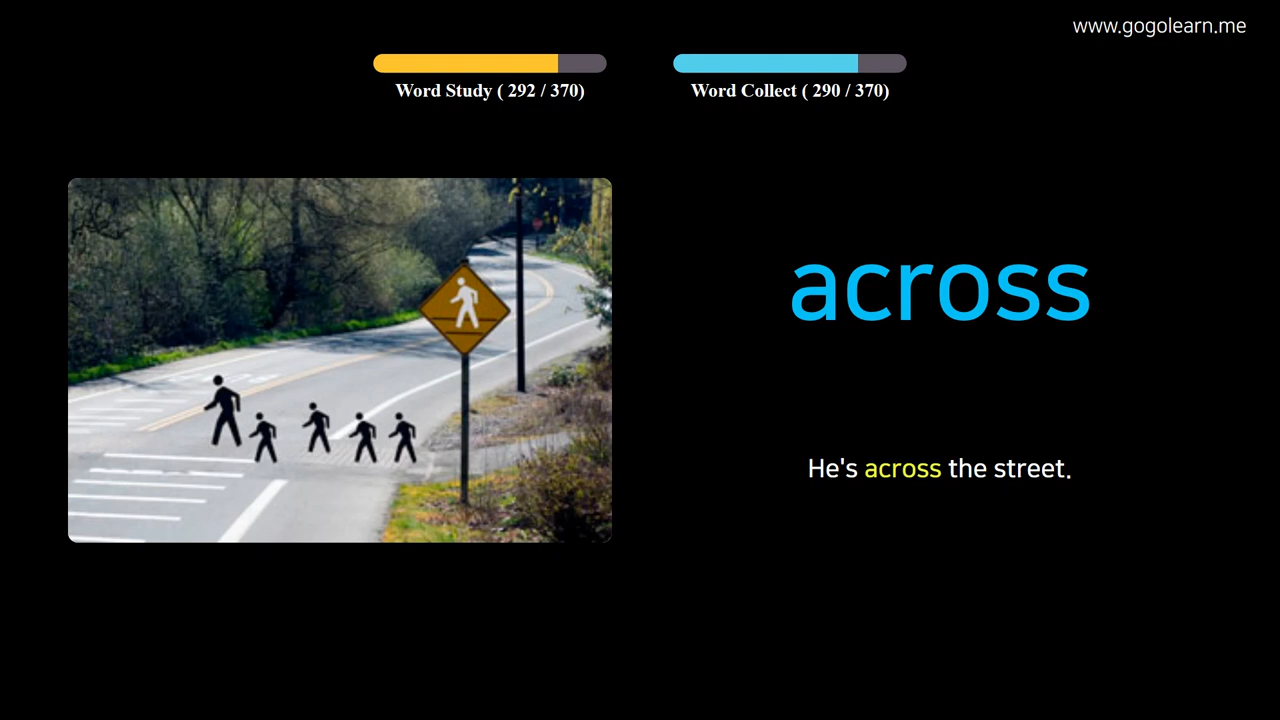 www.gogolearn.me
Word Study ( 292 / 370)
Word Collect ( 290 / 370)
across
He's across the street.